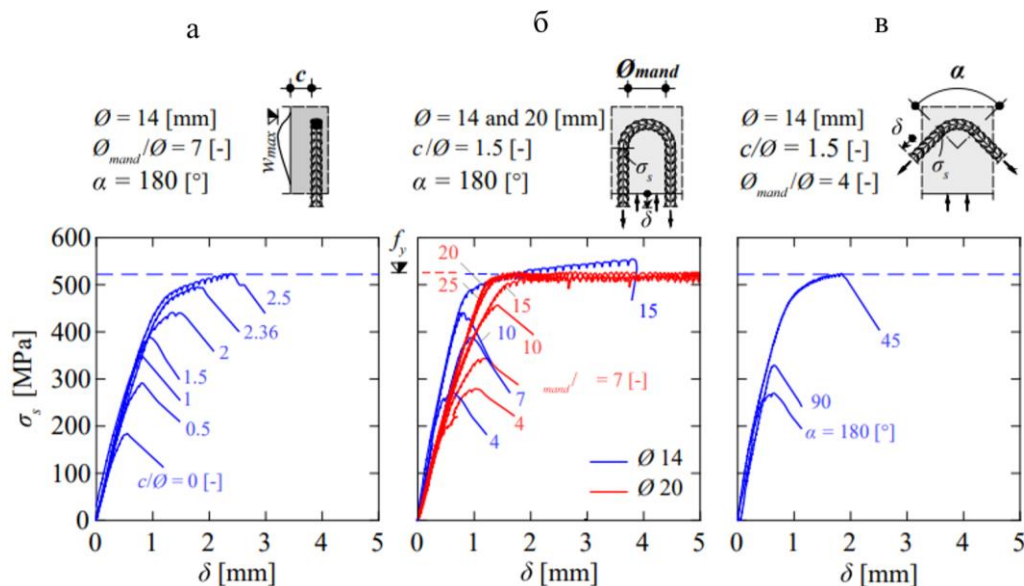 а
б
в
c
w_max
Ø = 14 [mm]
Ø_mand/Ø = 7 [-]
α = 180 [°]
Ø_mand
Ø = 14 and 20 [mm]
c/Ø = 1.5 [-]
α = 180 [°]
σ_s
δ
α
Ø = 14 [mm]
c/Ø = 1.5 [-]
Ø_mand/Ø = 4 [-]
δ
σ_s
σ_s [MPa]
600
500
400
300
200
100
0
2.5
2.36
2
1.5
1
0.5
c/Ø = 0 [-]
0 1 2 3 4 5
δ [mm]
f_y
20
25
15
10
10
15
7
_mand/ = 7 [-]
4
4
Ø 14
Ø 20
0 1 2 3 4 5
δ [mm]
45
90
α = 180 [°]
0 1 2 3 4 5
δ [mm]